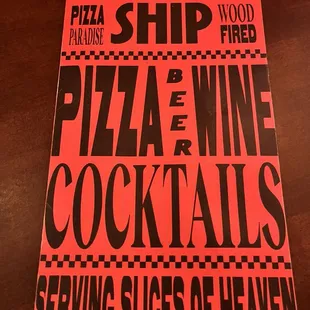 PIZZA PARADISE SHIP WOOD FIRED
PIZZA BEER WINE
COCKTAILS
SERVING SLICES OF HEAVEN